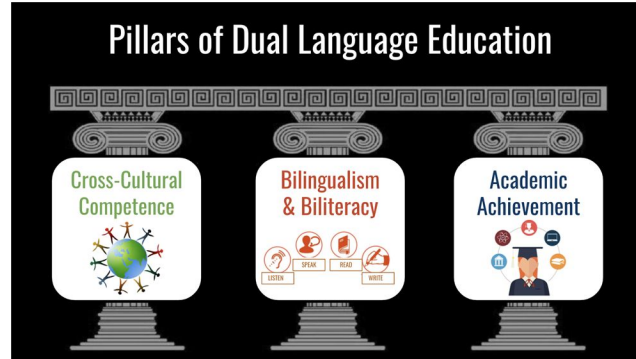 Pillars of Dual Language Education
Cross-Cultural
Competence
Bilingualism
& Biliteracy
LISTEN
SPEAK
READ
WRITE
Academic
Achievement